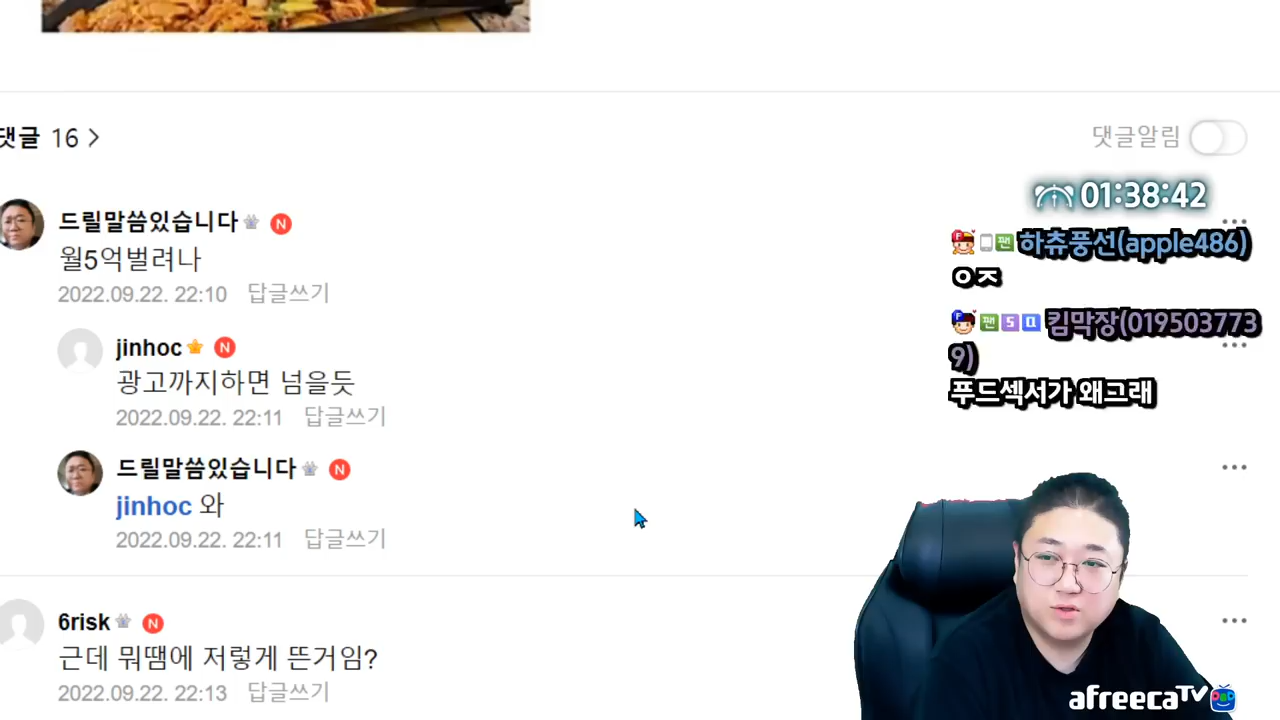 댓글 16 >
댓글알림
01:38:42
드릴말씀있습니다 N
월5억벌려나
2022.09.22. 22:10 답글쓰기
jinhoc N
광고까지하면 넘을듯
2022.09.22. 22:11 답글쓰기
드릴말씀있습니다 N
jinhoc 와
2022.09.22. 22:11 답글쓰기
6risk N
근데 뭐땜에 저렇게 뜬거임?
2022.09.22. 22:13 답글쓰기
F 팬 하츄풍선(apple486)
ㅇㅈ
F 팬 5 Q 킴막장(019503773
9)
푸드섹서가 왜그래
afreecaTV